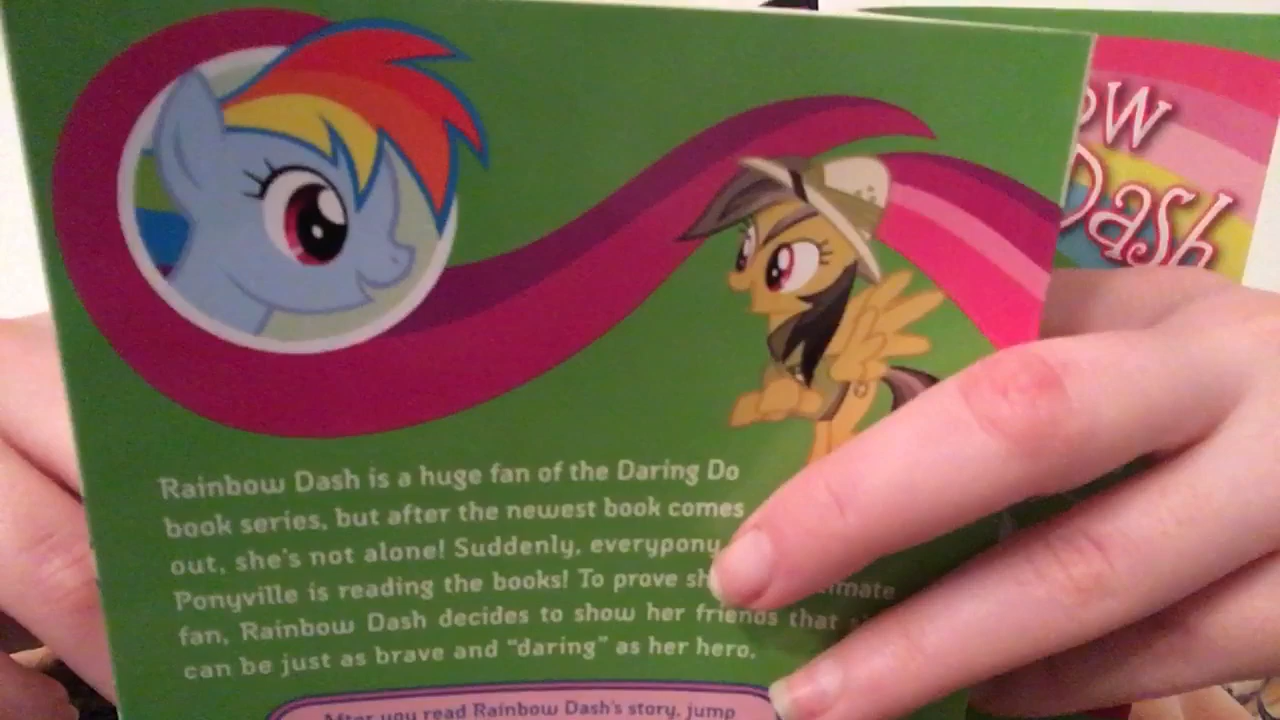 ow
Dash
Rainbow Dash is a huge fan of the Daring Do
book series, but after the newest book comes
out, she's not alone! Suddenly, everypony
Ponyville is reading the books! To prove sh
fan, Rainbow Dash decides to show her friends that
can be just as brave and "daring" as her hero.
After you read Rainbow Dash's story, jump